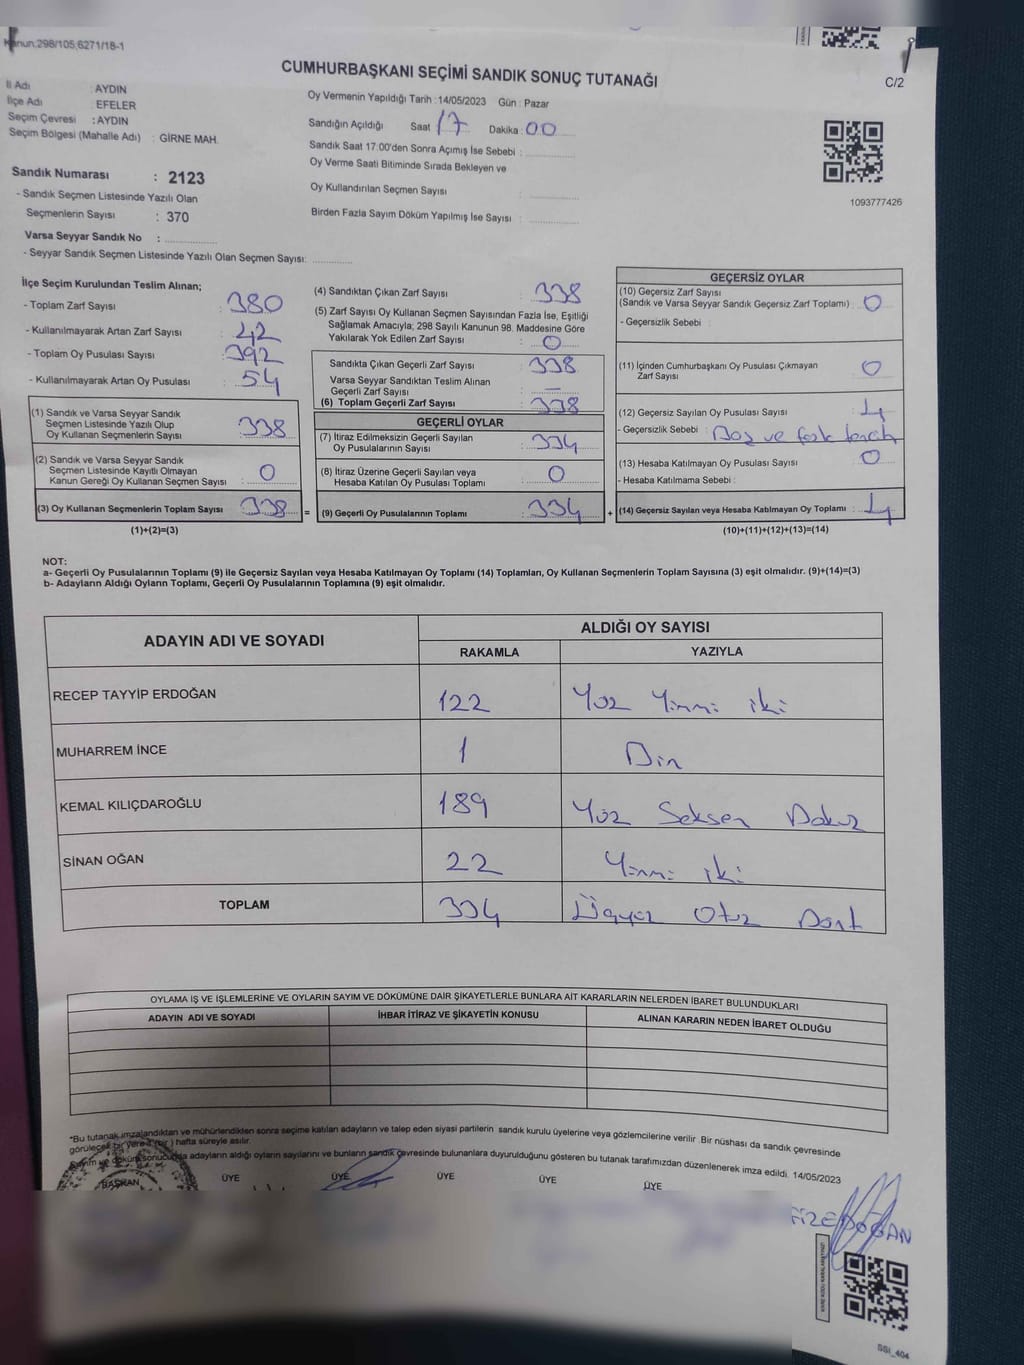 Kanun:298/105,6271/18-1
CUMHURBAŞKANI SEÇİMİ SANDIK SONUÇ TUTANAĞI
C/2
İl Adı : AYDIN
İlçe Adı : EFELER
Seçim Çevresi : AYDIN
Seçim Bölgesi (Mahalle Adı) : GİRNE MAH.
Sandık Numarası : 2123
- Sandık Seçmen Listesinde Yazılı Olan
Seçmenlerin Sayısı : 370
Varsa Seyyar Sandık No :
- Seyyar Sandık Seçmen Listesinde Yazılı Olan Seçmen Sayısı:
Oy Vermenin Yapıldığı Tarih :14/05/2023 Gün : Pazar
Sandığın Açıldığı Saat 17 Dakika : 00
Sandık Saat 17:00'den Sonra Açımış İse Sebebi :
Oy Verme Saati Bitiminde Sırada Bekleyen ve
Oy Kullandırılan Seçmen Sayısı :
Birden Fazla Sayım Döküm Yapılmış İse Sayısı :
1093777426
İlçe Seçim Kurulundan Teslim Alınan;
- Toplam Zarf Sayısı : 380
- Kullanılmayarak Artan Zarf Sayısı : 42
- Toplam Oy Pusulası Sayısı : 392
- Kullanılmayarak Artan Oy Pusulası : 54
(1) Sandık ve Varsa Seyyar Sandık
Seçmen Listesinde Yazılı Olup
Oy Kullanan Seçmenlerin Sayısı : 338
(2) Sandık ve Varsa Seyyar Sandık
Seçmen Listesinde Kayıtlı Olmayan
Kanun Gereği Oy Kullanan Seçmen Sayısı : 0
(3) Oy Kullanan Seçmenlerin Toplam Sayısı : 338 =
(1)+(2)=(3)
(4) Sandıktan Çıkan Zarf Sayısı : 338
(5) Zarf Sayısı Oy Kullanan Seçmen Sayısından Fazla İse, Eşitliği
Sağlamak Amacıyla; 298 Sayılı Kanunun 98. Maddesine Göre
Yakılarak Yok Edilen Zarf Sayısı : 0
Sandıkta Çıkan Geçerli Zarf Sayısı : 338
Varsa Seyyar Sandıktan Teslim Alınan
Geçerli Zarf Sayısı : –
(6) Toplam Geçerli Zarf Sayısı : 338
GEÇERLİ OYLAR
(7) İtiraz Edilmeksizin Geçerli Sayılan
Oy Pusulalarının Sayısı : 334
(8) İtiraz Üzerine Geçerli Sayılan veya
Hesaba Katılan Oy Pusulası Toplamı : 0
(9) Geçerli Oy Pusulalarının Toplamı : 334 +
GEÇERSİZ OYLAR
(10) Geçersiz Zarf Sayısı
(Sandık ve Varsa Seyyar Sandık Geçersiz Zarf Toplamı) : 0
- Geçersizlik Sebebi :
(11) İçinden Cumhurbaşkanı Oy Pusulası Çıkmayan
Zarf Sayısı : 0
(12) Geçersiz Sayılan Oy Pusulası Sayısı : 4
- Geçersizlik Sebebi : Boş ve fazla tercih
(13) Hesaba Katılmayan Oy Pusulası Sayısı : 0
- Hesaba Katılmama Sebebi :
(14) Geçersiz Sayılan veya Hesaba Katılmayan Oy Toplamı : 4
(10)+(11)+(12)+(13)=(14)
NOT:
a- Geçerli Oy Pusulalarının Toplamı (9) ile Geçersiz Sayılan veya Hesaba Katılmayan Oy Toplamı (14) Toplamları, Oy Kullanan Seçmenlerin Toplam Sayısına (3) eşit olmalıdır. (9)+(14)=(3)
b- Adayların Aldığı Oyların Toplamı, Geçerli Oy Pusulalarının Toplamına (9) eşit olmalıdır.
ADAYIN ADI VE SOYADI ALDIĞI OY SAYISI
RAKAMLA YAZIYLA
RECEP TAYYİP ERDOĞAN 122 Yüz Yirmi iki
MUHARREM İNCE 1 Bir
KEMAL KILIÇDAROĞLU 189 Yüz Seksen Dokuz
SİNAN OĞAN 22 Yirmi iki
TOPLAM 334 Üçyüz Otuz Dört
OYLAMA İŞ VE İŞLEMLERİNE VE OYLARIN SAYIM VE DÖKÜMÜNE DAİR ŞİKAYETLERLE BUNLARA AİT KARARLARIN NELERDEN İBARET BULUNDUKLARI
ADAYIN ADI VE SOYADI İHBAR İTİRAZ VE ŞİKAYETİN KONUSU ALINAN KARARIN NEDEN İBARET OLDUĞU
*Bu tutanak imzalandıktan ve mühürlendikten sonra seçime katılan adayların ve talep eden siyasi partilerin sandık kurulu üyelerine veya gözlemcilerine verilir .Bir nüshası da sandık çevresinde
görülecek bir yere 1 (bir) hafta süreyle asılır.
Sayım ve döküm sonucunda adayların aldığı oyların sayılarını ve bunların sandık çevresinde bulunanlara duyurulduğunu gösteren bu tutanak tarafımızdan düzenlenerek imza edildi. 14/05/2023
BAŞKAN ÜYE ÜYE ÜYE ÜYE ÜYE
SSİ_404